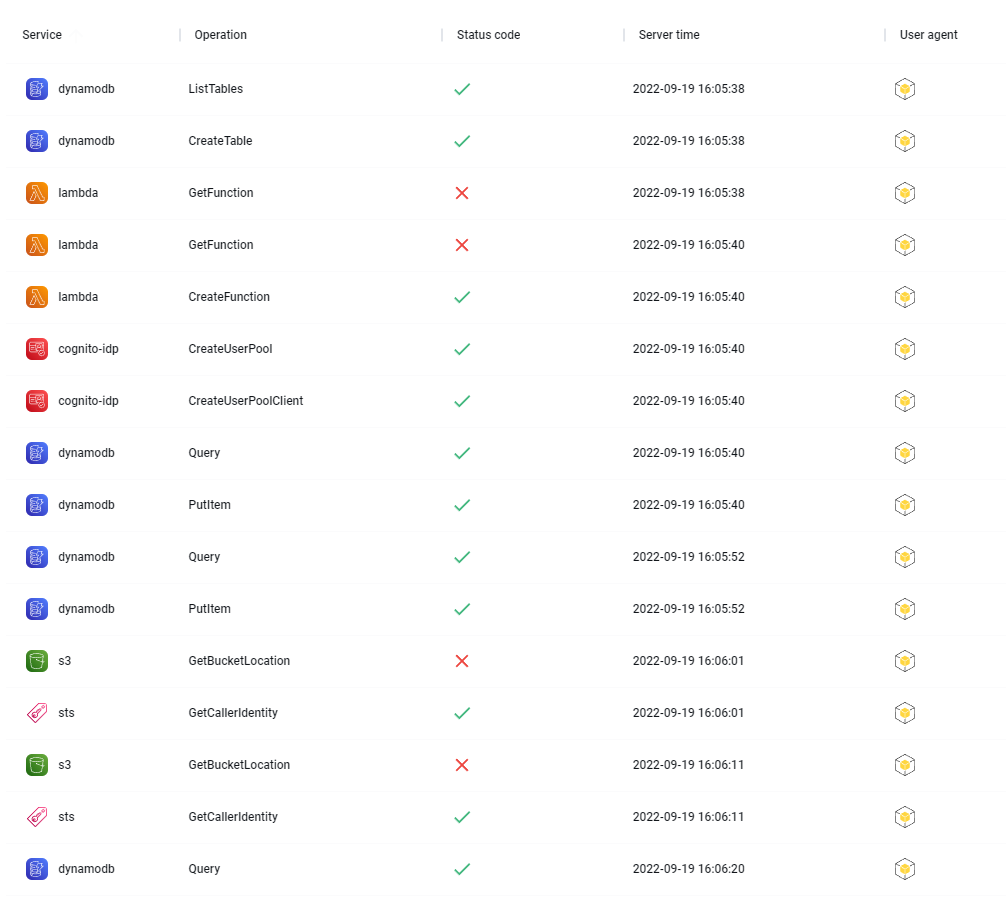 Service Operation Status code Server time User agent
dynamodb ListTables 2022-09-19 16:05:38
dynamodb CreateTable 2022-09-19 16:05:38
lambda GetFunction 2022-09-19 16:05:38
lambda GetFunction 2022-09-19 16:05:40
lambda CreateFunction 2022-09-19 16:05:40
cognito-idp CreateUserPool 2022-09-19 16:05:40
cognito-idp CreateUserPoolClient 2022-09-19 16:05:40
dynamodb Query 2022-09-19 16:05:40
dynamodb PutItem 2022-09-19 16:05:40
dynamodb Query 2022-09-19 16:05:52
dynamodb PutItem 2022-09-19 16:05:52
s3 GetBucketLocation 2022-09-19 16:06:01
sts GetCallerIdentity 2022-09-19 16:06:01
s3 GetBucketLocation 2022-09-19 16:06:11
sts GetCallerIdentity 2022-09-19 16:06:11
dynamodb Query 2022-09-19 16:06:20